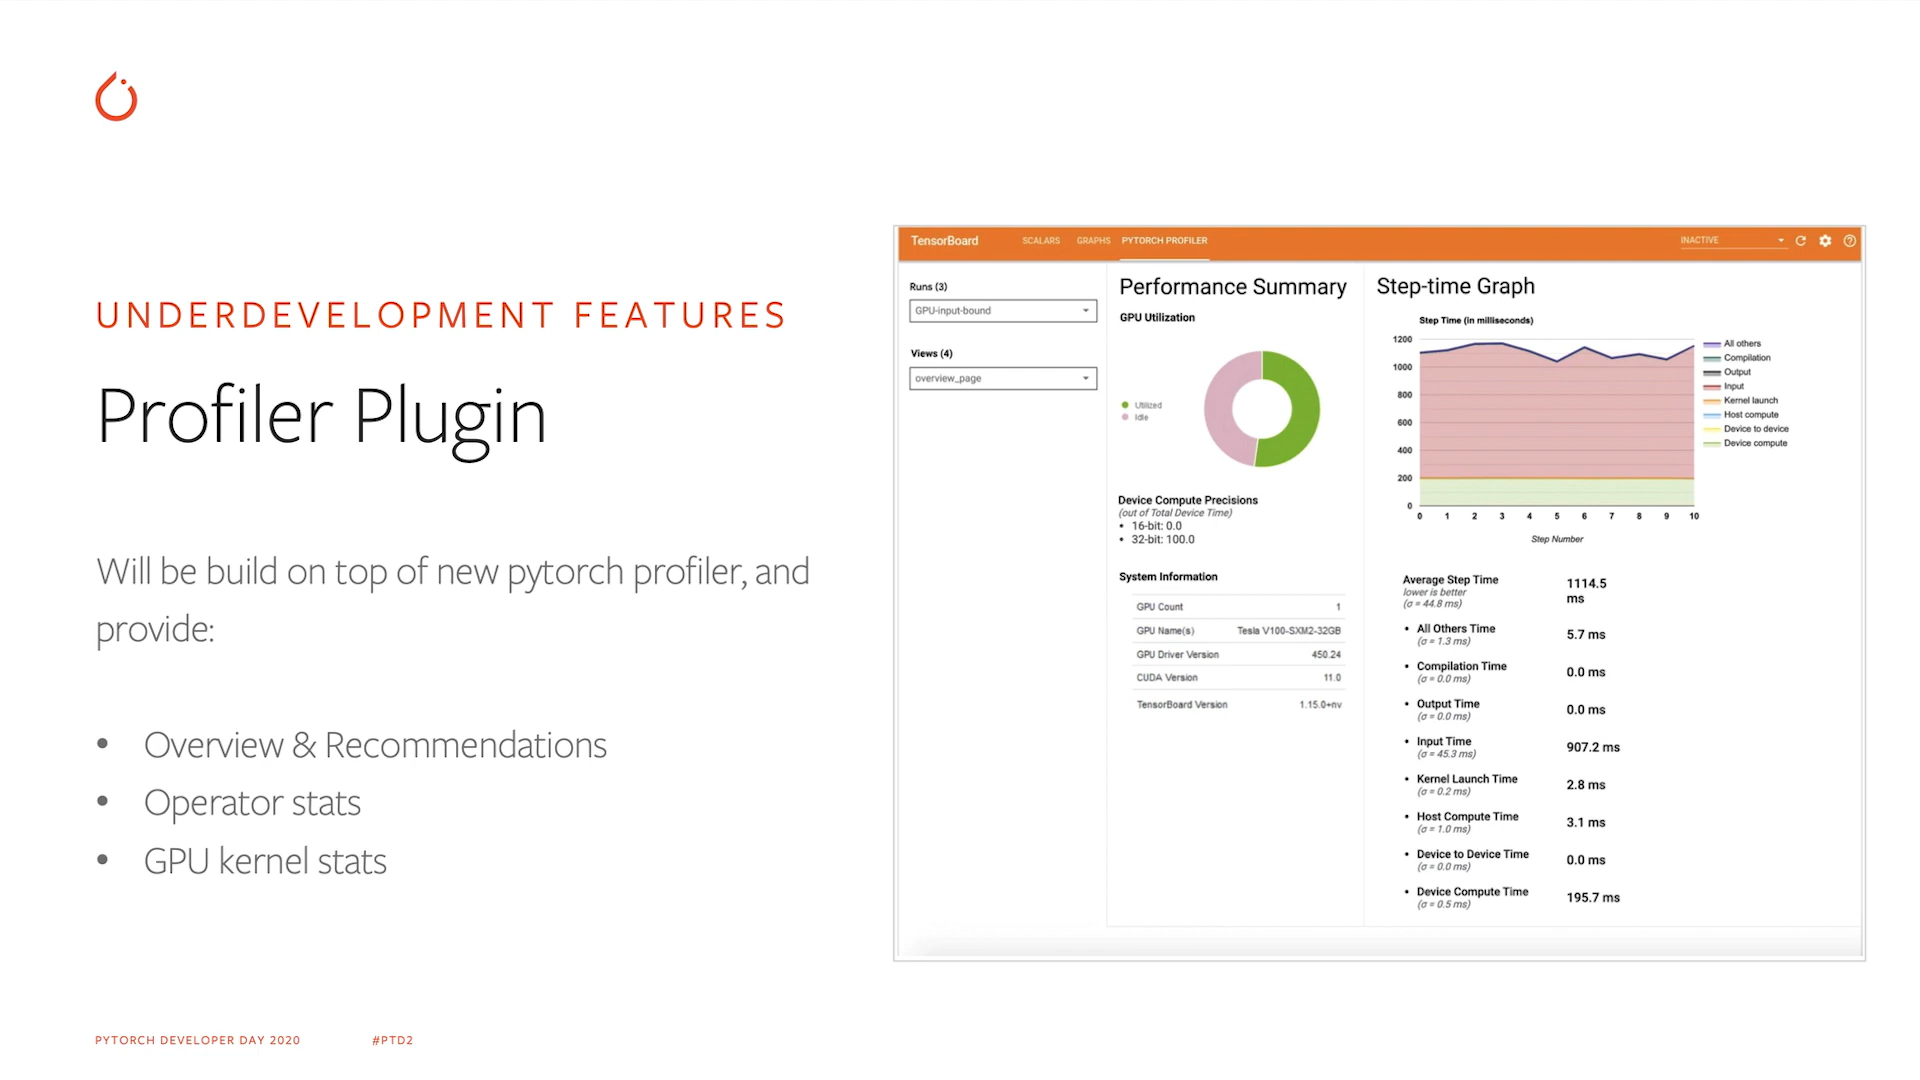 UNDERDEVELOPMENT FEATURES
Profiler Plugin
Will be build on top of new pytorch profiler, and
provide:
• Overview & Recommendations
• Operator stats
• GPU kernel stats
TensorBoard
SCALARS
GRAPHS
PYTORCH PROFILER
INACTIVE
Runs (3)
GPU-input-bound
Views (4)
overview_page
Performance Summary
GPU Utilization
Utilized
Idle
Device Compute Precisions
(out of Total Device Time)
• 16-bit: 0.0
• 32-bit: 100.0
System Information
GPU Count 1
GPU Name(s) Tesla V100-SXM2-32GB
GPU Driver Version 450.24
CUDA Version 11.0
TensorBoard Version 1.15.0+nv
Step-time Graph
Step Time (in milliseconds)
1200
1000
800
600
400
200
0
0 1 2 3 4 5 6 7 8 9 10
Step Number
All others
Compilation
Output
Input
Kernel launch
Host compute
Device to device
Device compute
Average Step Time 1114.5
lower is better ms
(σ = 44.8 ms)
• All Others Time 5.7 ms
(σ = 1.3 ms)
• Compilation Time 0.0 ms
(σ = 0.0 ms)
• Output Time 0.0 ms
(σ = 0.0 ms)
• Input Time 907.2 ms
(σ = 45.3 ms)
• Kernel Launch Time 2.8 ms
(σ = 0.2 ms)
• Host Compute Time 3.1 ms
(σ = 1.0 ms)
• Device to Device Time 0.0 ms
(σ = 0.0 ms)
• Device Compute Time 195.7 ms
(σ = 0.5 ms)
PYTORCH DEVELOPER DAY 2020 #PTD2